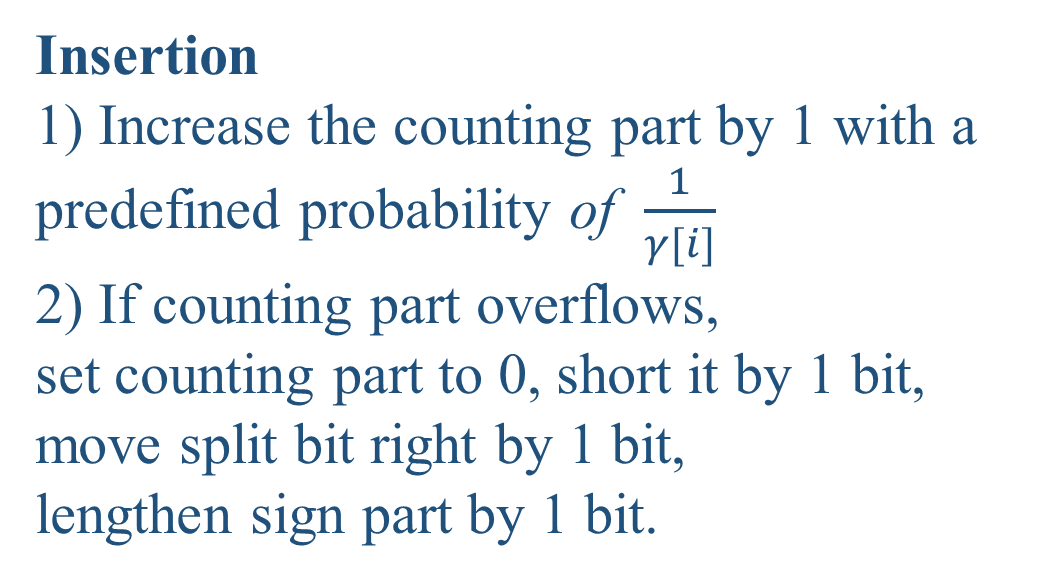 Insertion
1) Increase the counting part by 1 with a
predefined probability of 1/γ[i]
2) If counting part overflows,
set counting part to 0, short it by 1 bit,
move split bit right by 1 bit,
lengthen sign part by 1 bit.